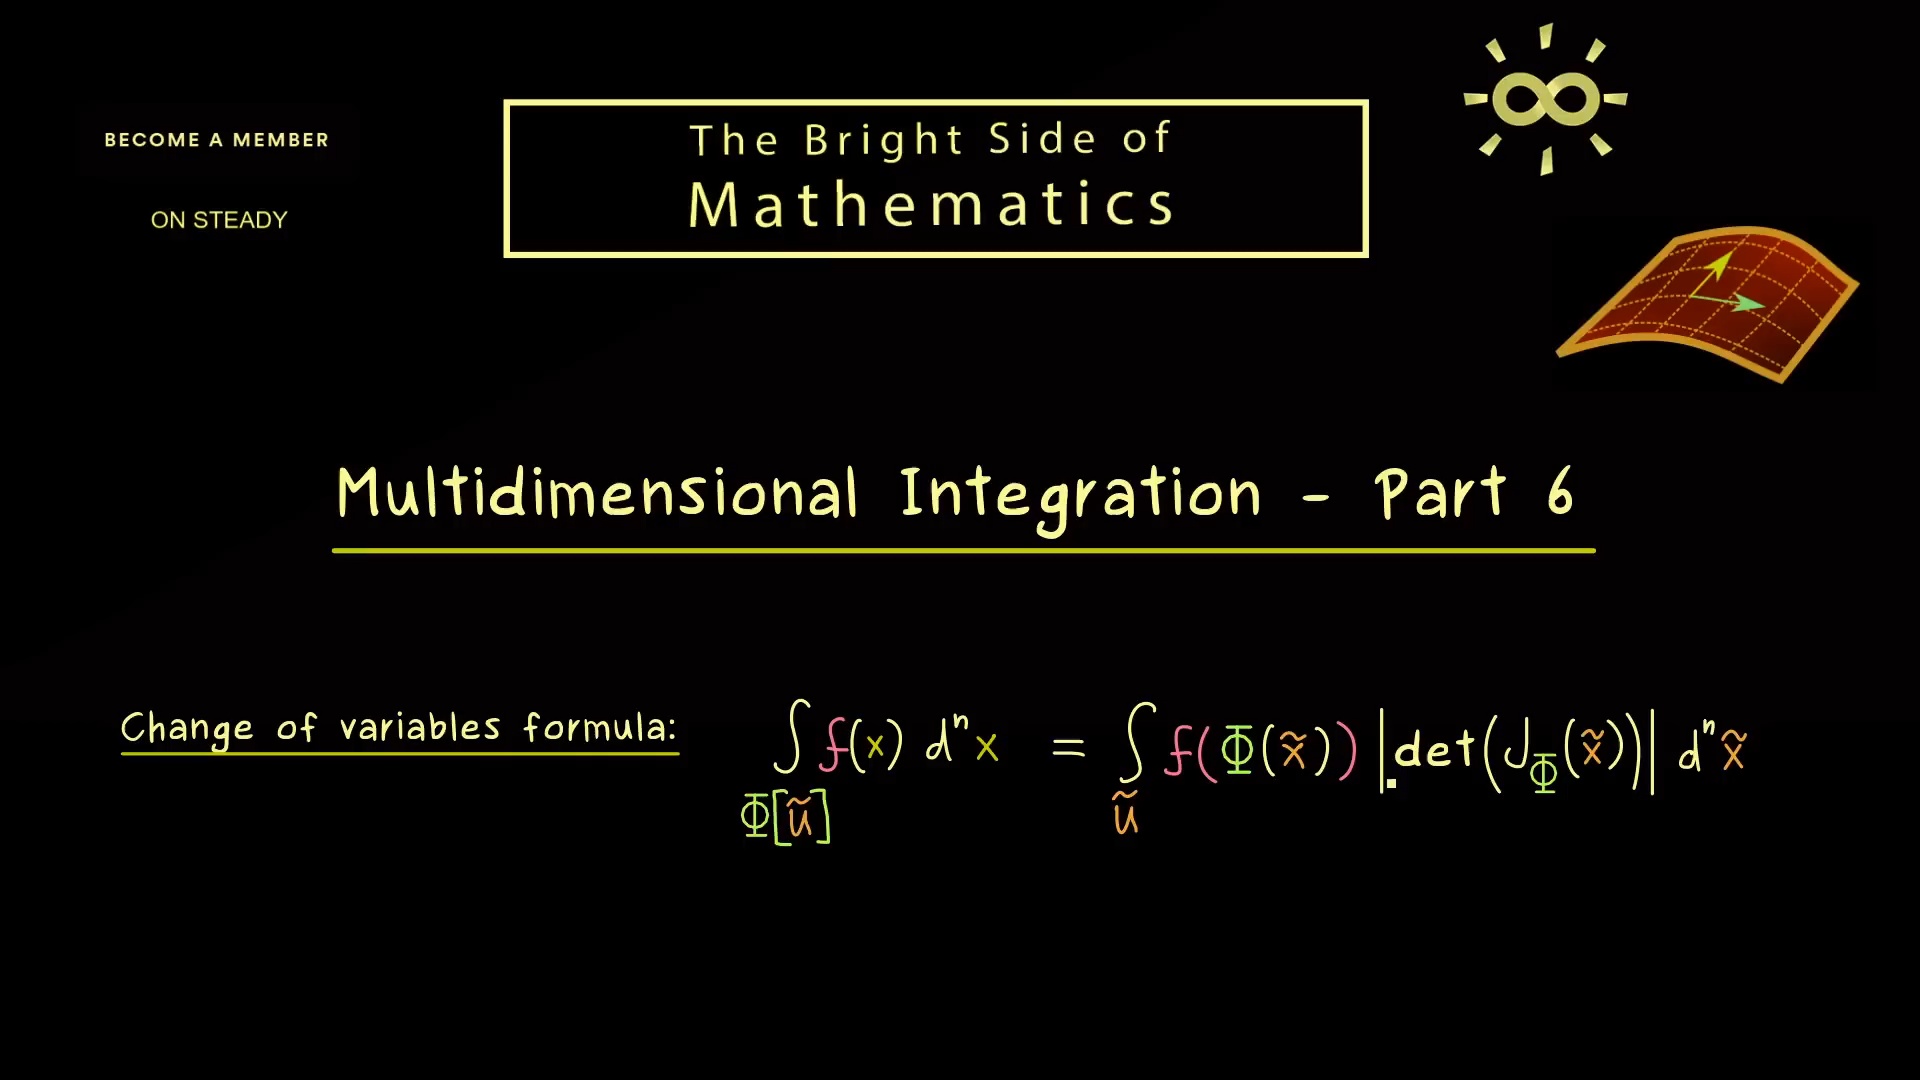 BECOME A MEMBER
ON STEADY
The Bright Side of
Mathematics
Multidimensional Integration - Part 6
Change of variables formula: ∫_{Φ[Ũ]} f(x) dⁿx = ∫_Ũ f(Φ(x̃)) |det(J_Φ(x̃))| dⁿx̃